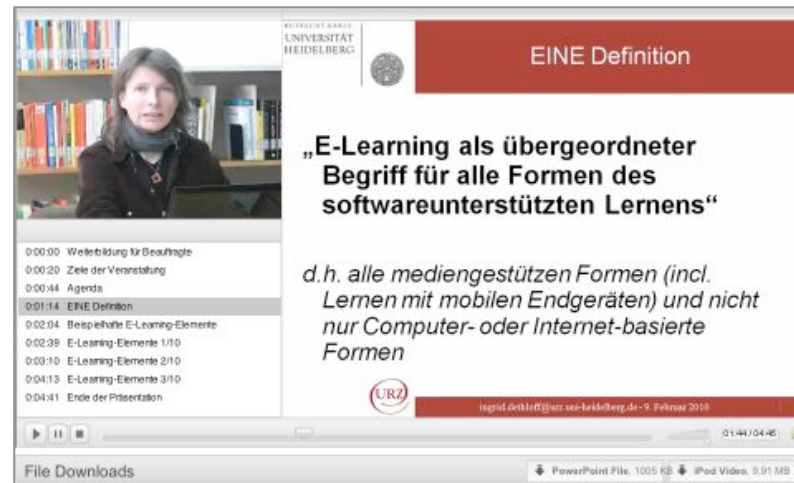 RUPRECHT-KARLS-
UNIVERSITÄT
HEIDELBERG
EINE Definition
„E-Learning als übergeordneter
Begriff für alle Formen des
softwareunterstützten Lernens“
d.h. alle mediengestützen Formen (incl.
Lernen mit mobilen Endgeräten) und nicht
nur Computer- oder Internet-basierte
Formen
URZ
ingrid.dethloff@urz.uni-heidelberg.de - 9. Februar 2010
0:00:00 Weiterbildung für Beauftragte
0:00:20 Ziele der Veranstaltung
0:00:44 Agenda
0:01:14 EINE Definition
0:02:04 Beispielhafte E-Learning-Elemente
0:02:39 E-Learning-Elemente 1/10
0:03:10 E-Learning-Elemente 2/10
0:04:13 E-Learning-Elemente 3/10
0:04:41 Ende der Präsentation
01:44 / 04:45
File Downloads
PowerPoint File, 1005 KB
iPod Video, 9,91 MB